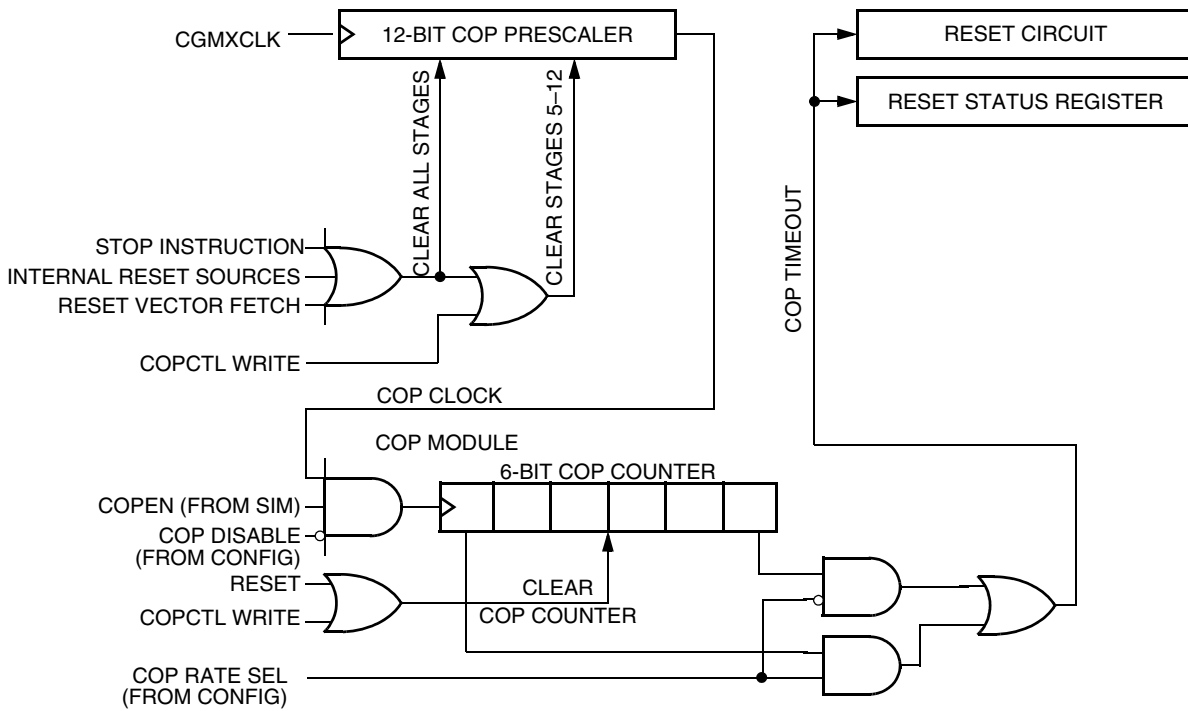 CGMXCLK
12-BIT COP PRESCALER
RESET CIRCUIT
RESET STATUS REGISTER
CLEAR ALL STAGES
CLEAR STAGES 5–12
COP TIMEOUT
STOP INSTRUCTION
INTERNAL RESET SOURCES
RESET VECTOR FETCH
COPCTL WRITE
COP CLOCK
COP MODULE
6-BIT COP COUNTER
COPEN (FROM SIM)
COP DISABLE
(FROM CONFIG)
RESET
COPCTL WRITE
CLEAR
COP COUNTER
COP RATE SEL
(FROM CONFIG)